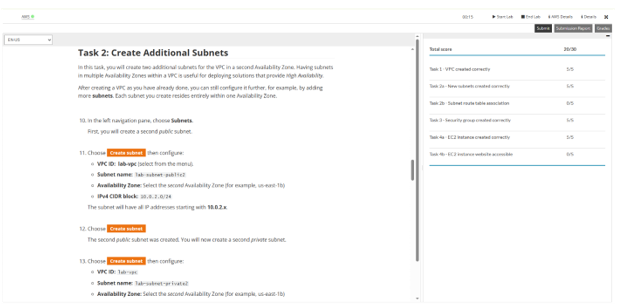 AWS
00:15
Start Lab
End Lab
AWS Details
Details
Submit
Submission Report
Grades
EN-US
Task 2: Create Additional Subnets
In this task, you will create two additional subnets for the VPC in a second Availability Zone. Having subnets
in multiple Availability Zones within a VPC is useful for deploying solutions that provide High Availability.
After creating a VPC as you have already done, you can still configure it further, for example, by adding
more subnets. Each subnet you create resides entirely within one Availability Zone.
10. In the left navigation pane, choose Subnets.
First, you will create a second public subnet.
11. Choose Create subnet then configure:
VPC ID: lab-vpc (select from the menu).
Subnet name: lab-subnet-public2
Availability Zone: Select the second Availability Zone (for example, us-east-1b)
IPv4 CIDR block: 10.0.2.0/24
The subnet will have all IP addresses starting with 10.0.2.x.
12. Choose Create subnet
The second public subnet was created. You will now create a second private subnet.
13. Choose Create subnet then configure:
VPC ID: lab-vpc
Subnet name: lab-subnet-private2
Availability Zone: Select the second Availability Zone (for example, us-east-1b)
Total score 20/30
Task 1 - VPC created correctly 5/5
Task 2a - New subnets created correctly 5/5
Task 2b - Subnet route table association 0/5
Task 3 - Security group created correctly 5/5
Task 4a - EC2 instance created correctly 5/5
Task 4b - EC2 instance website accessible 0/5